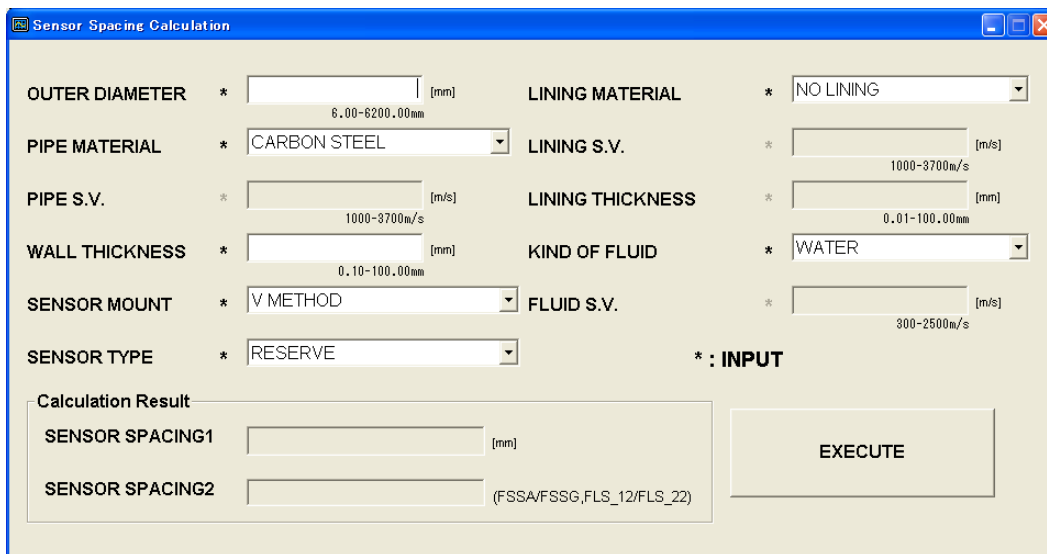 Sensor Spacing Calculation
OUTER DIAMETER * [mm] LINING MATERIAL * NO LINING
6.00-6200.00mm
PIPE MATERIAL * CARBON STEEL LINING S.V. * [m/s]
1000-3700m/s
PIPE S.V. * [m/s] LINING THICKNESS * [mm]
1000-3700m/s 0.01-100.00mm
WALL THICKNESS * [mm] KIND OF FLUID * WATER
0.10-100.00mm
SENSOR MOUNT * V METHOD FLUID S.V. * [m/s]
300-2500m/s
SENSOR TYPE * RESERVE * : INPUT
Calculation Result
SENSOR SPACING1 [mm] EXECUTE
SENSOR SPACING2 (FSSA/FSSG,FLS_12/FLS_22)